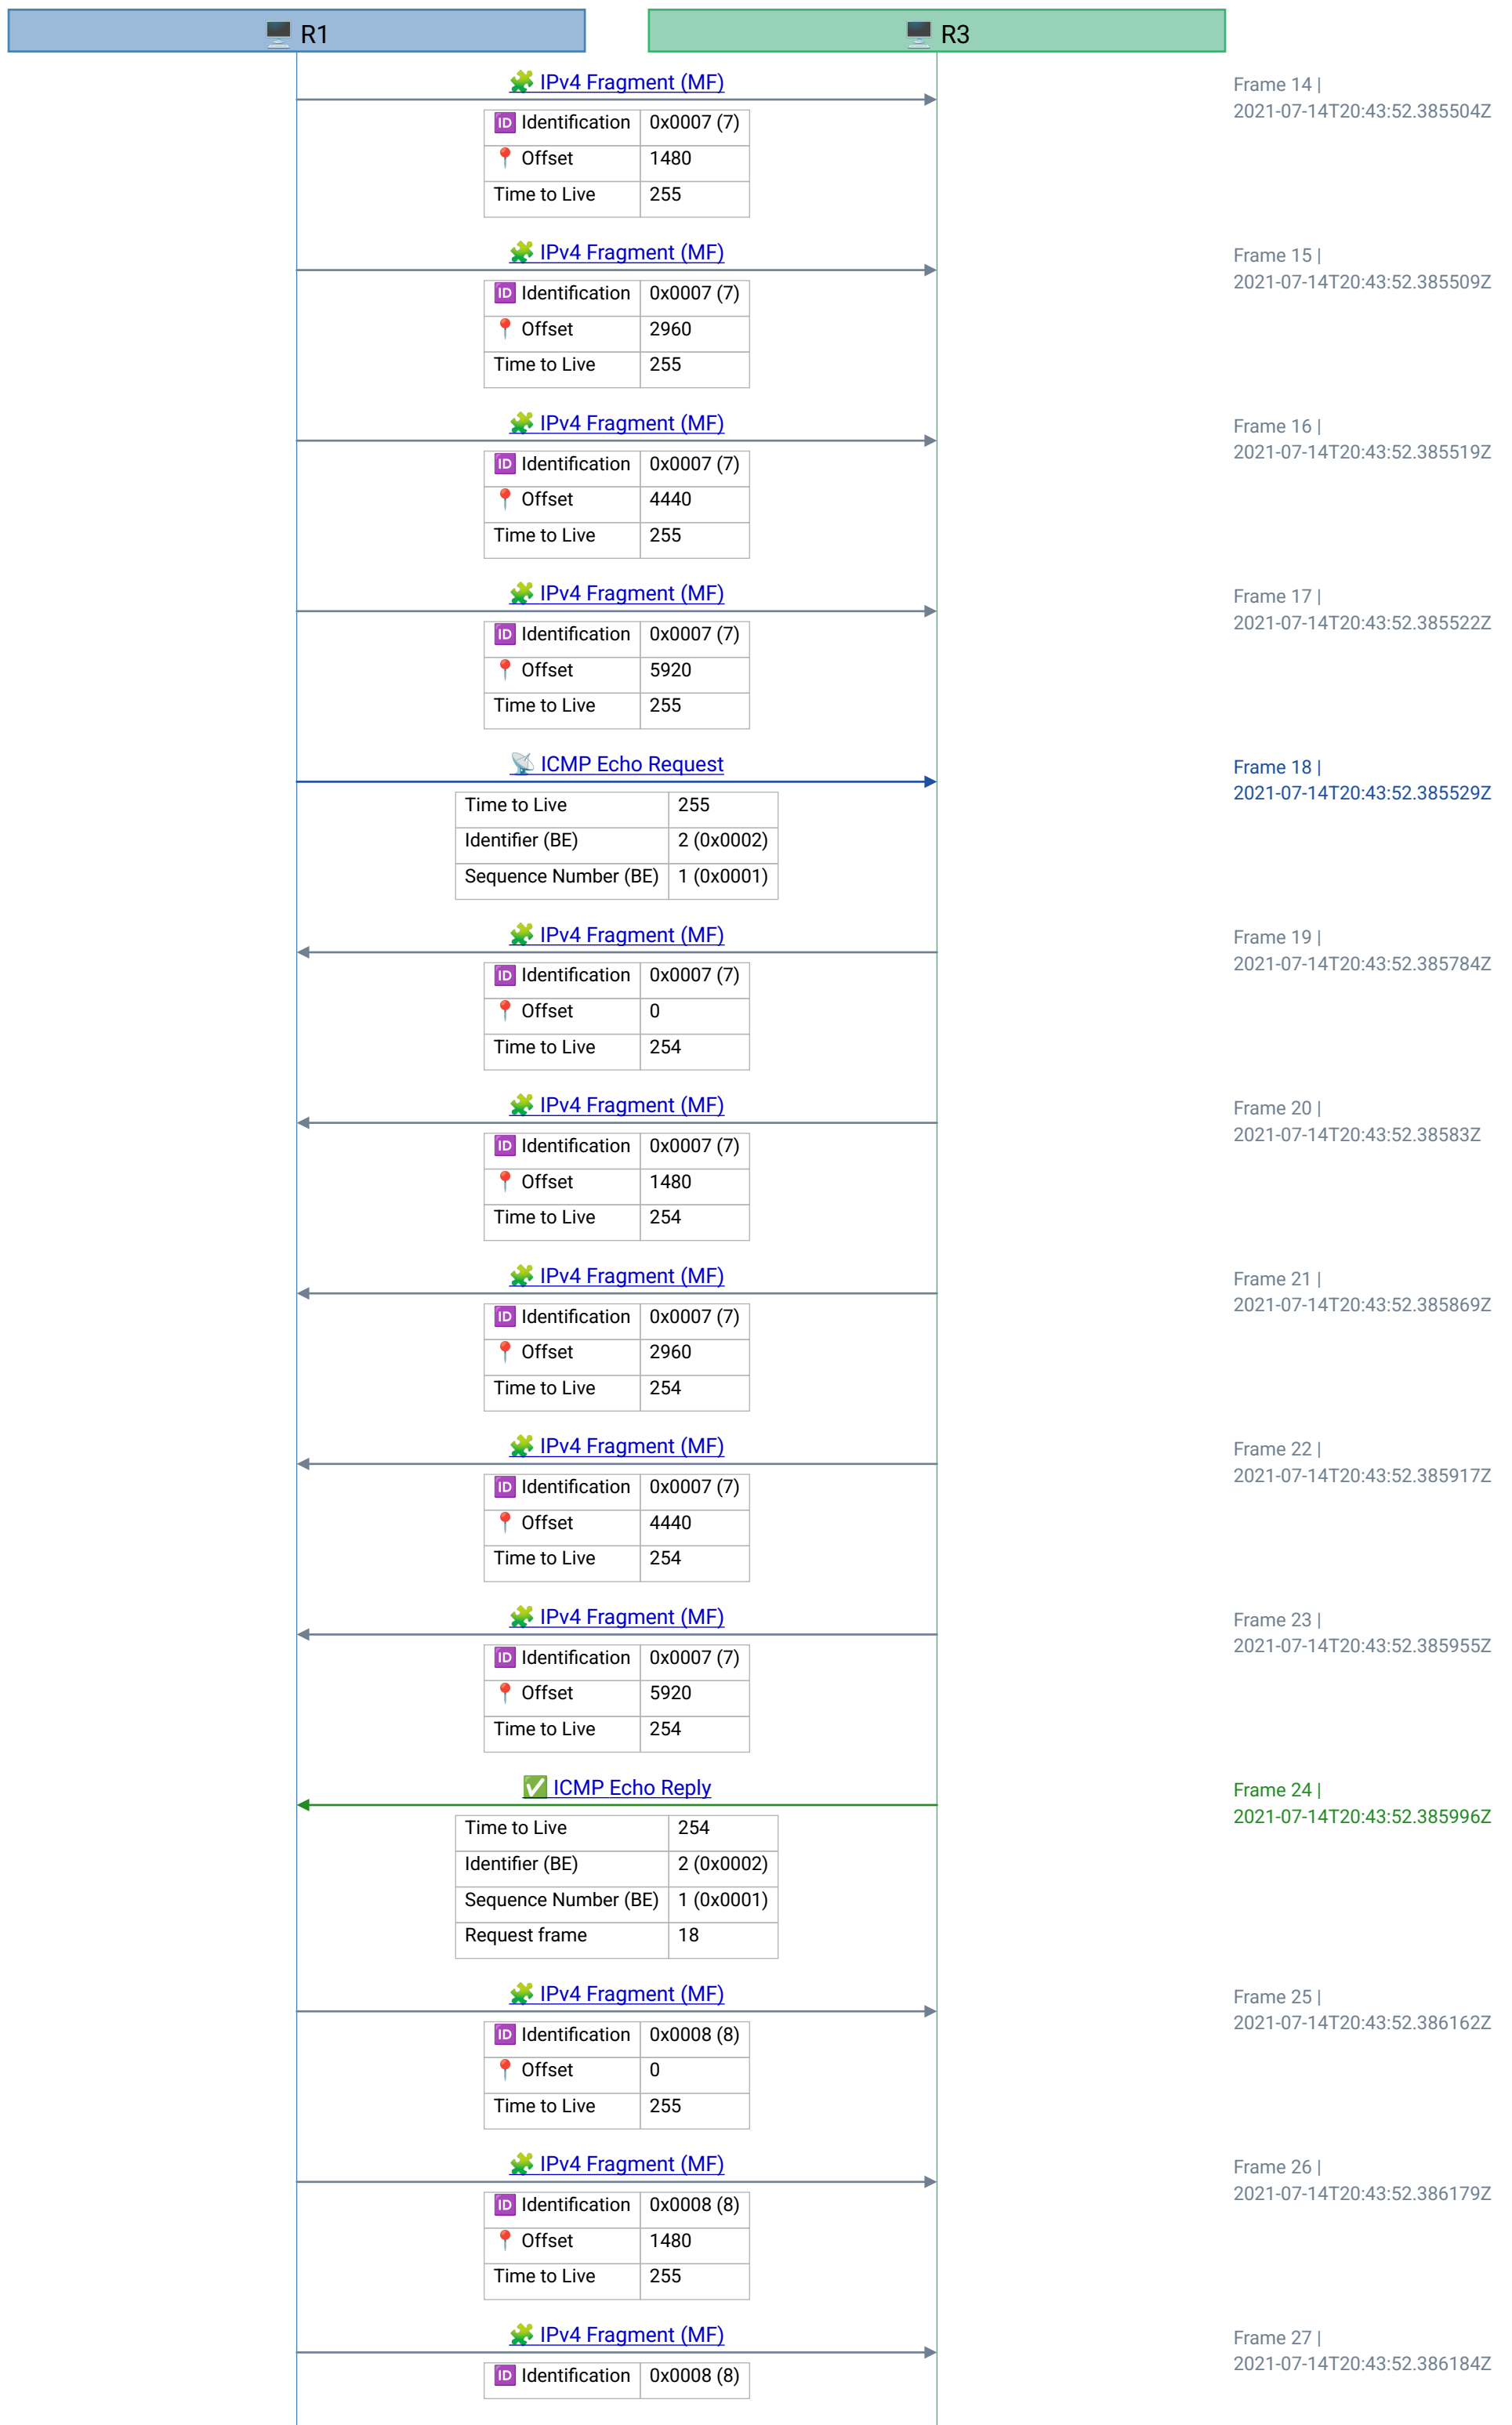 🖥️ R1
🖥️ R3
🧩 IPv4 Fragment (MF)
Frame 14 |
2021-07-14T20:43:52.385504Z
🆔 Identification 0x0007 (7)
📍 Offset 1480
Time to Live 255
🧩 IPv4 Fragment (MF)
Frame 15 |
2021-07-14T20:43:52.385509Z
🆔 Identification 0x0007 (7)
📍 Offset 2960
Time to Live 255
🧩 IPv4 Fragment (MF)
Frame 16 |
2021-07-14T20:43:52.385519Z
🆔 Identification 0x0007 (7)
📍 Offset 4440
Time to Live 255
🧩 IPv4 Fragment (MF)
Frame 17 |
2021-07-14T20:43:52.385522Z
🆔 Identification 0x0007 (7)
📍 Offset 5920
Time to Live 255
📡 ICMP Echo Request
Frame 18 |
2021-07-14T20:43:52.385529Z
Time to Live 255
Identifier (BE) 2 (0x0002)
Sequence Number (BE) 1 (0x0001)
🧩 IPv4 Fragment (MF)
Frame 19 |
2021-07-14T20:43:52.385784Z
🆔 Identification 0x0007 (7)
📍 Offset 0
Time to Live 254
🧩 IPv4 Fragment (MF)
Frame 20 |
2021-07-14T20:43:52.38583Z
🆔 Identification 0x0007 (7)
📍 Offset 1480
Time to Live 254
🧩 IPv4 Fragment (MF)
Frame 21 |
2021-07-14T20:43:52.385869Z
🆔 Identification 0x0007 (7)
📍 Offset 2960
Time to Live 254
🧩 IPv4 Fragment (MF)
Frame 22 |
2021-07-14T20:43:52.385917Z
🆔 Identification 0x0007 (7)
📍 Offset 4440
Time to Live 254
🧩 IPv4 Fragment (MF)
Frame 23 |
2021-07-14T20:43:52.385955Z
🆔 Identification 0x0007 (7)
📍 Offset 5920
Time to Live 254
✅ ICMP Echo Reply
Frame 24 |
2021-07-14T20:43:52.385996Z
Time to Live 254
Identifier (BE) 2 (0x0002)
Sequence Number (BE) 1 (0x0001)
Request frame 18
🧩 IPv4 Fragment (MF)
Frame 25 |
2021-07-14T20:43:52.386162Z
🆔 Identification 0x0008 (8)
📍 Offset 0
Time to Live 255
🧩 IPv4 Fragment (MF)
Frame 26 |
2021-07-14T20:43:52.386179Z
🆔 Identification 0x0008 (8)
📍 Offset 1480
Time to Live 255
🧩 IPv4 Fragment (MF)
Frame 27 |
2021-07-14T20:43:52.386184Z
🆔 Identification 0x0008 (8)